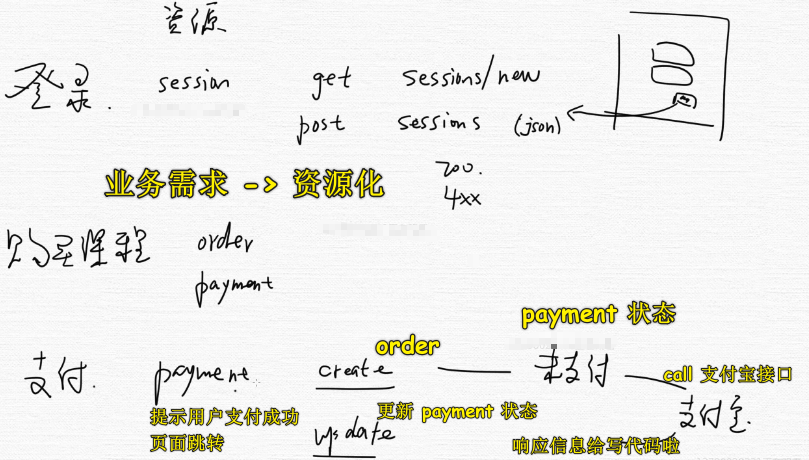 资源
登录. session get sessions/new
post sessions (json)
200.
4xx
业务需求 -> 资源化
购买课程 order
payment
payment 状态
order
支付. payment create 未支付
call 支付宝接口
支付宝.
提示用户支付成功
页面跳转
更新 payment 状态
update
响应信息给写代码啦